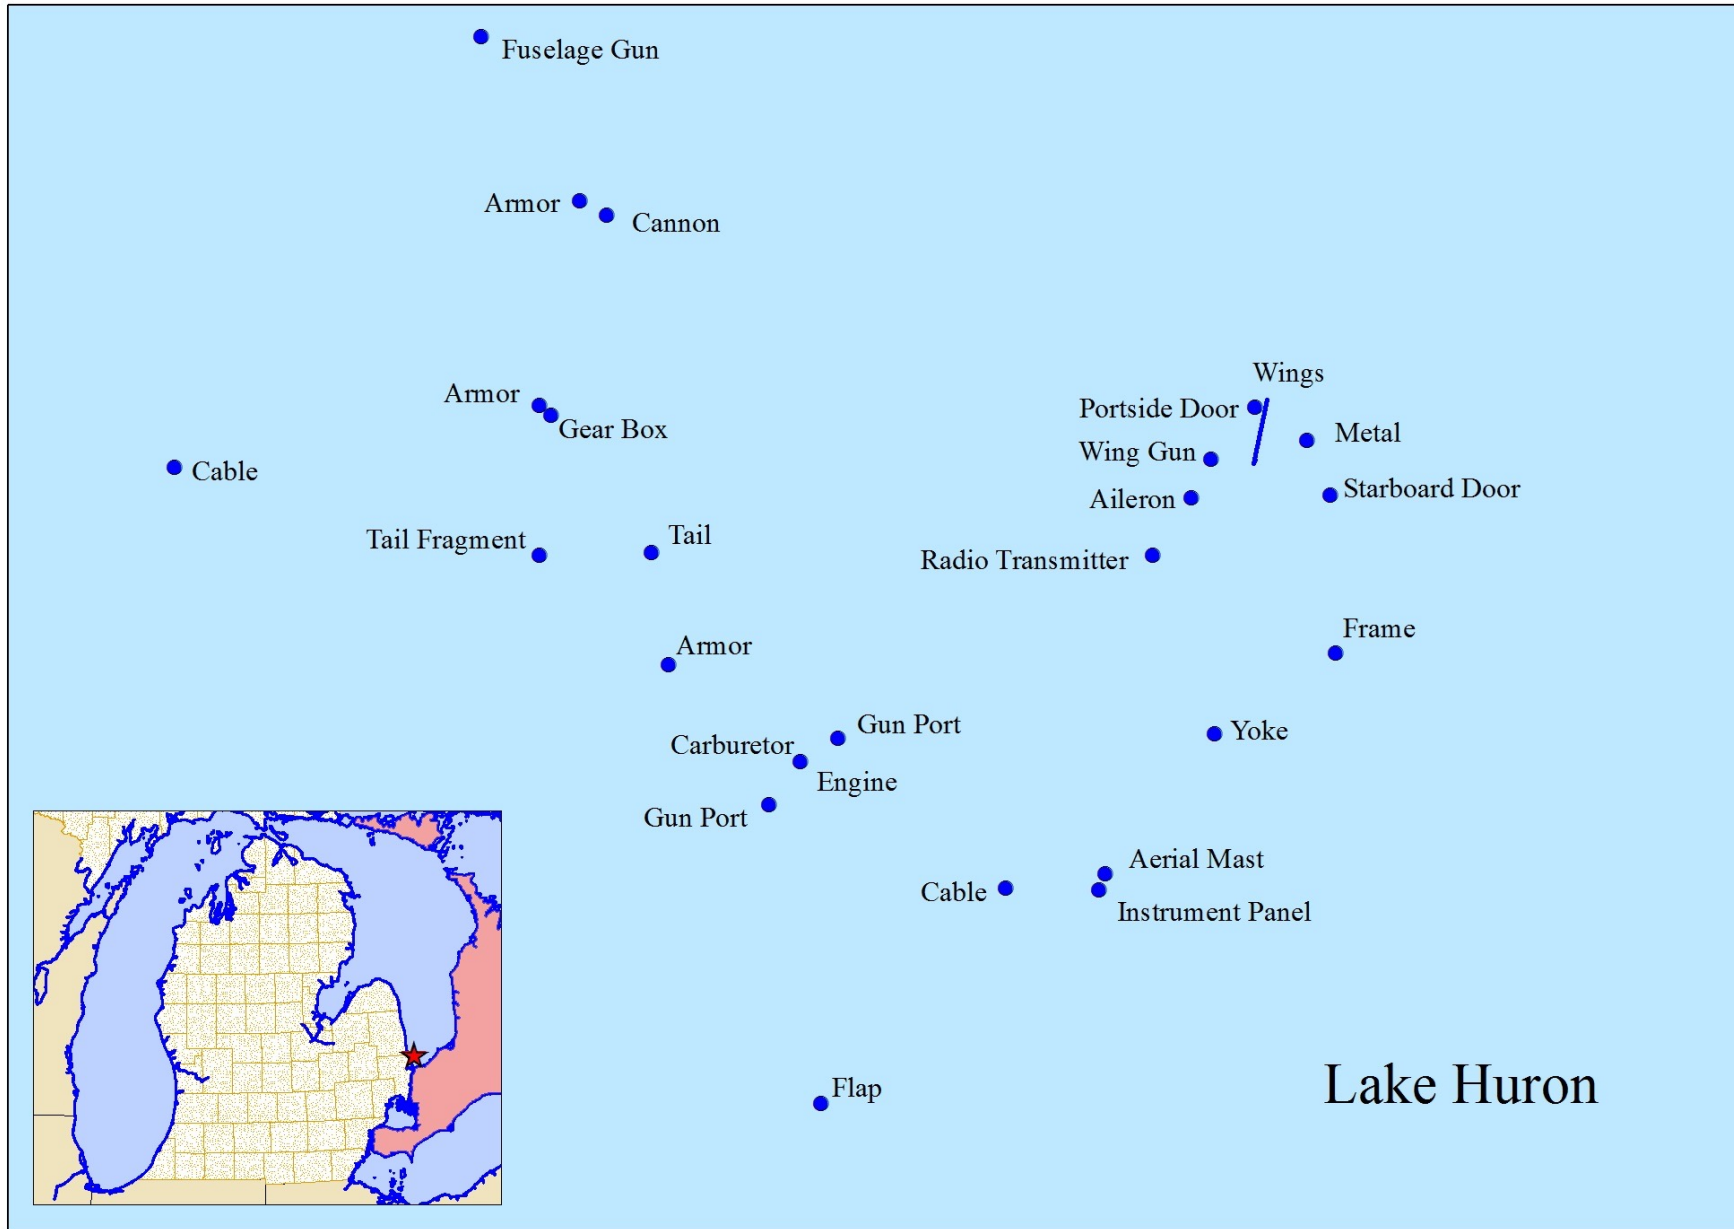 Fuselage Gun
Armor
Cannon
Wings
Armor
Portside Door
Gear Box
Metal
Wing Gun
Cable
Starboard Door
Aileron
Tail
Tail Fragment
Radio Transmitter
Frame
Armor
Gun Port
Yoke
Carburetor
Engine
Gun Port
Aerial Mast
Cable
Instrument Panel
Flap
Lake Huron